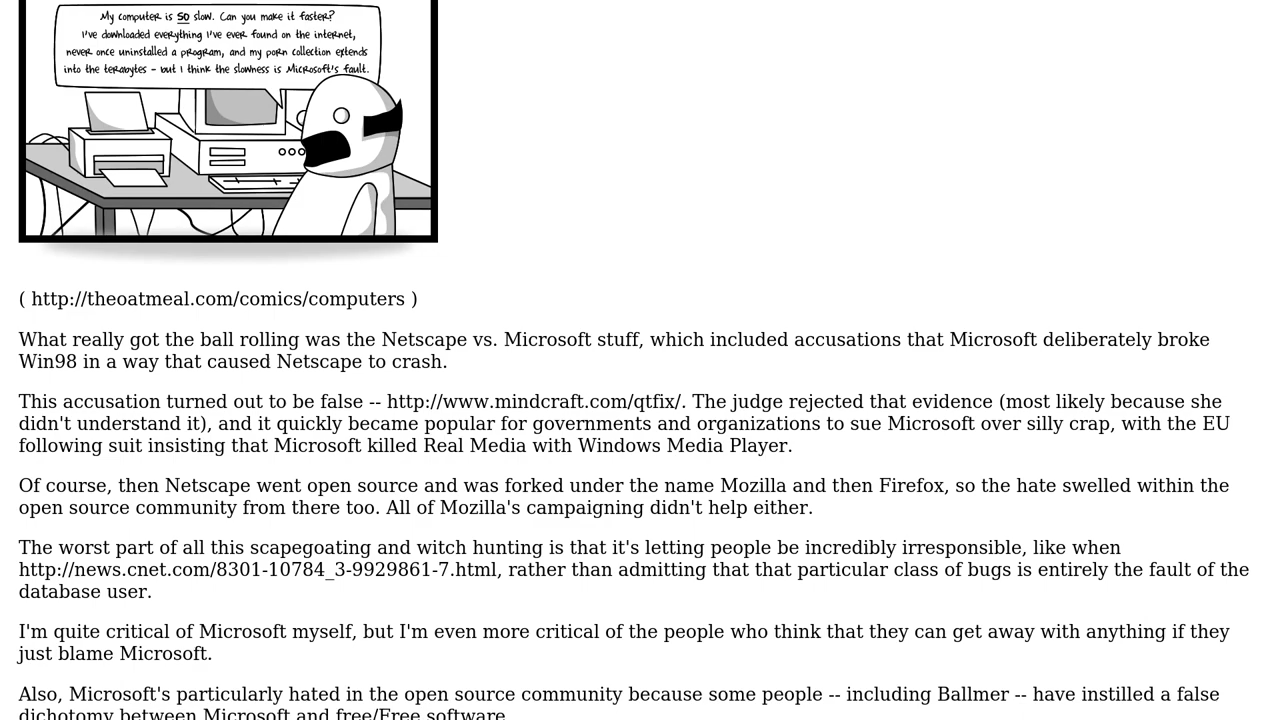 My computer is SO slow. Can you make it faster?
I've downloaded everything I've ever found on the internet,
never once uninstalled a program, and my porn collection extends
into the terabytes - but I think the slowness is Microsoft's fault.
( http://theoatmeal.com/comics/computers )
What really got the ball rolling was the Netscape vs. Microsoft stuff, which included accusations that Microsoft deliberately broke
Win98 in a way that caused Netscape to crash.
This accusation turned out to be false -- http://www.mindcraft.com/qtfix/. The judge rejected that evidence (most likely because she
didn't understand it), and it quickly became popular for governments and organizations to sue Microsoft over silly crap, with the EU
following suit insisting that Microsoft killed Real Media with Windows Media Player.
Of course, then Netscape went open source and was forked under the name Mozilla and then Firefox, so the hate swelled within the
open source community from there too. All of Mozilla's campaigning didn't help either.
The worst part of all this scapegoating and witch hunting is that it's letting people be incredibly irresponsible, like when
http://news.cnet.com/8301-10784_3-9929861-7.html, rather than admitting that that particular class of bugs is entirely the fault of the
database user.
I'm quite critical of Microsoft myself, but I'm even more critical of the people who think that they can get away with anything if they
just blame Microsoft.
Also, Microsoft's particularly hated in the open source community because some people -- including Ballmer -- have instilled a false
dichotomy between Microsoft and free/Free software.